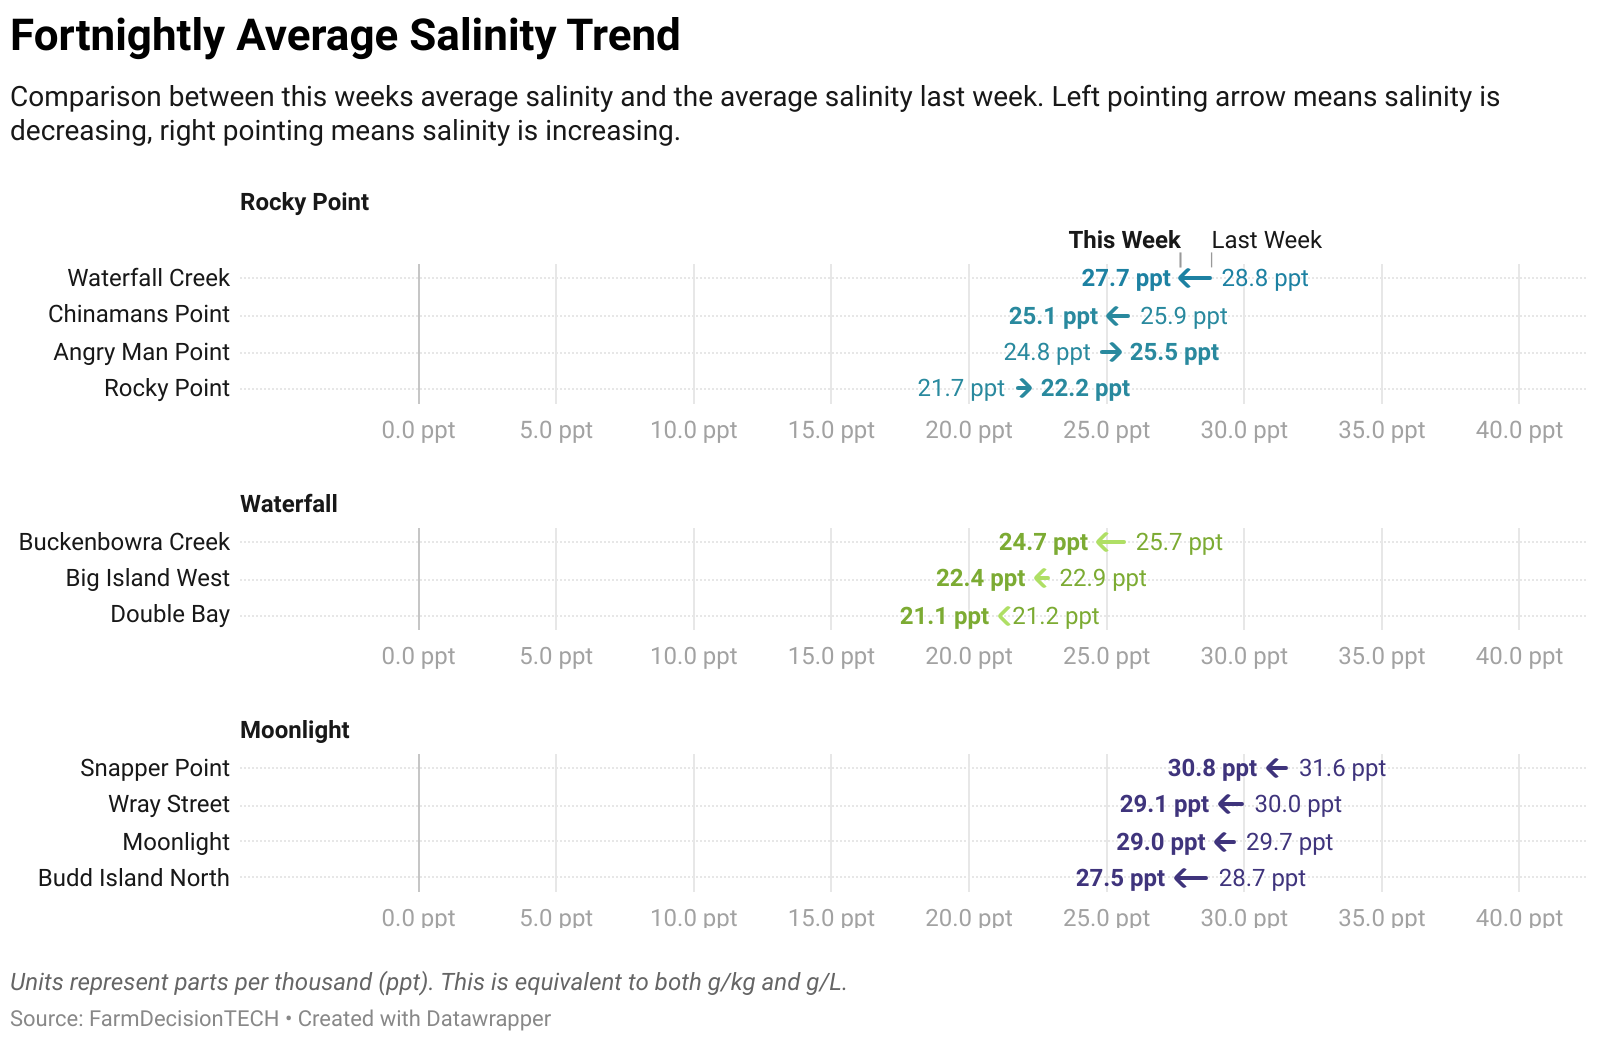 Fortnightly Average Salinity Trend
Comparison between this weeks average salinity and the average salinity last week. Left pointing arrow means salinity is
decreasing, right pointing means salinity is increasing.
Rocky Point
This Week Last Week
Waterfall Creek 27.7 ppt 28.8 ppt
Chinamans Point 25.1 ppt 25.9 ppt
Angry Man Point 24.8 ppt 25.5 ppt
Rocky Point 21.7 ppt 22.2 ppt
0.0 ppt 5.0 ppt 10.0 ppt 15.0 ppt 20.0 ppt 25.0 ppt 30.0 ppt 35.0 ppt 40.0 ppt
Waterfall
Buckenbowra Creek 24.7 ppt 25.7 ppt
Big Island West 22.4 ppt 22.9 ppt
Double Bay 21.1 ppt 21.2 ppt
0.0 ppt 5.0 ppt 10.0 ppt 15.0 ppt 20.0 ppt 25.0 ppt 30.0 ppt 35.0 ppt 40.0 ppt
Moonlight
Snapper Point 30.8 ppt 31.6 ppt
Wray Street 29.1 ppt 30.0 ppt
Moonlight 29.0 ppt 29.7 ppt
Budd Island North 27.5 ppt 28.7 ppt
0.0 ppt 5.0 ppt 10.0 ppt 15.0 ppt 20.0 ppt 25.0 ppt 30.0 ppt 35.0 ppt 40.0 ppt
Units represent parts per thousand (ppt). This is equivalent to both g/kg and g/L.
Source: FarmDecisionTECH • Created with Datawrapper